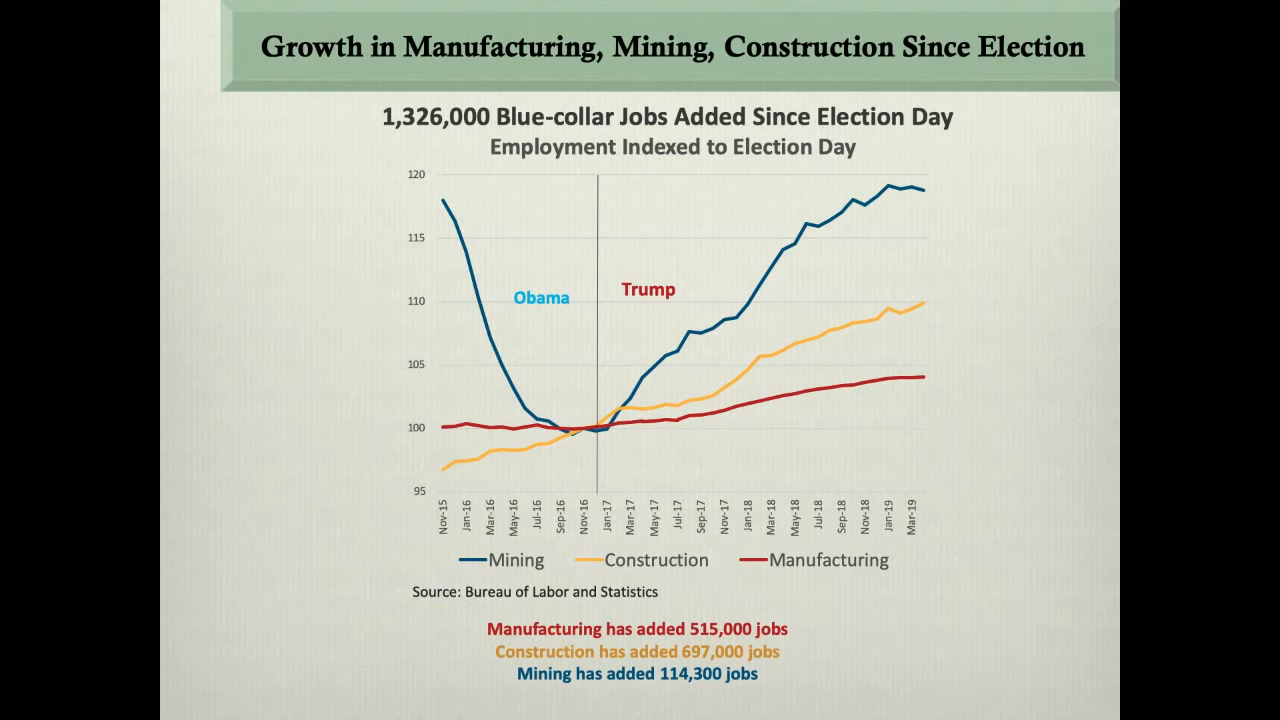 Growth in Manufacturing, Mining, Construction Since Election
1,326,000 Blue-collar Jobs Added Since Election Day
Employment Indexed to Election Day
120
115
110
105
100
95
Obama
Trump
Nov-15
Jan-16
Mar-16
May-16
Jul-16
Sep-16
Nov-16
Jan-17
Mar-17
May-17
Jul-17
Sep-17
Nov-17
Jan-18
Mar-18
May-18
Jul-18
Sep-18
Nov-18
Jan-19
Mar-19
Mining Construction Manufacturing
Source: Bureau of Labor and Statistics
Manufacturing has added 515,000 jobs
Construction has added 697,000 jobs
Mining has added 114,300 jobs